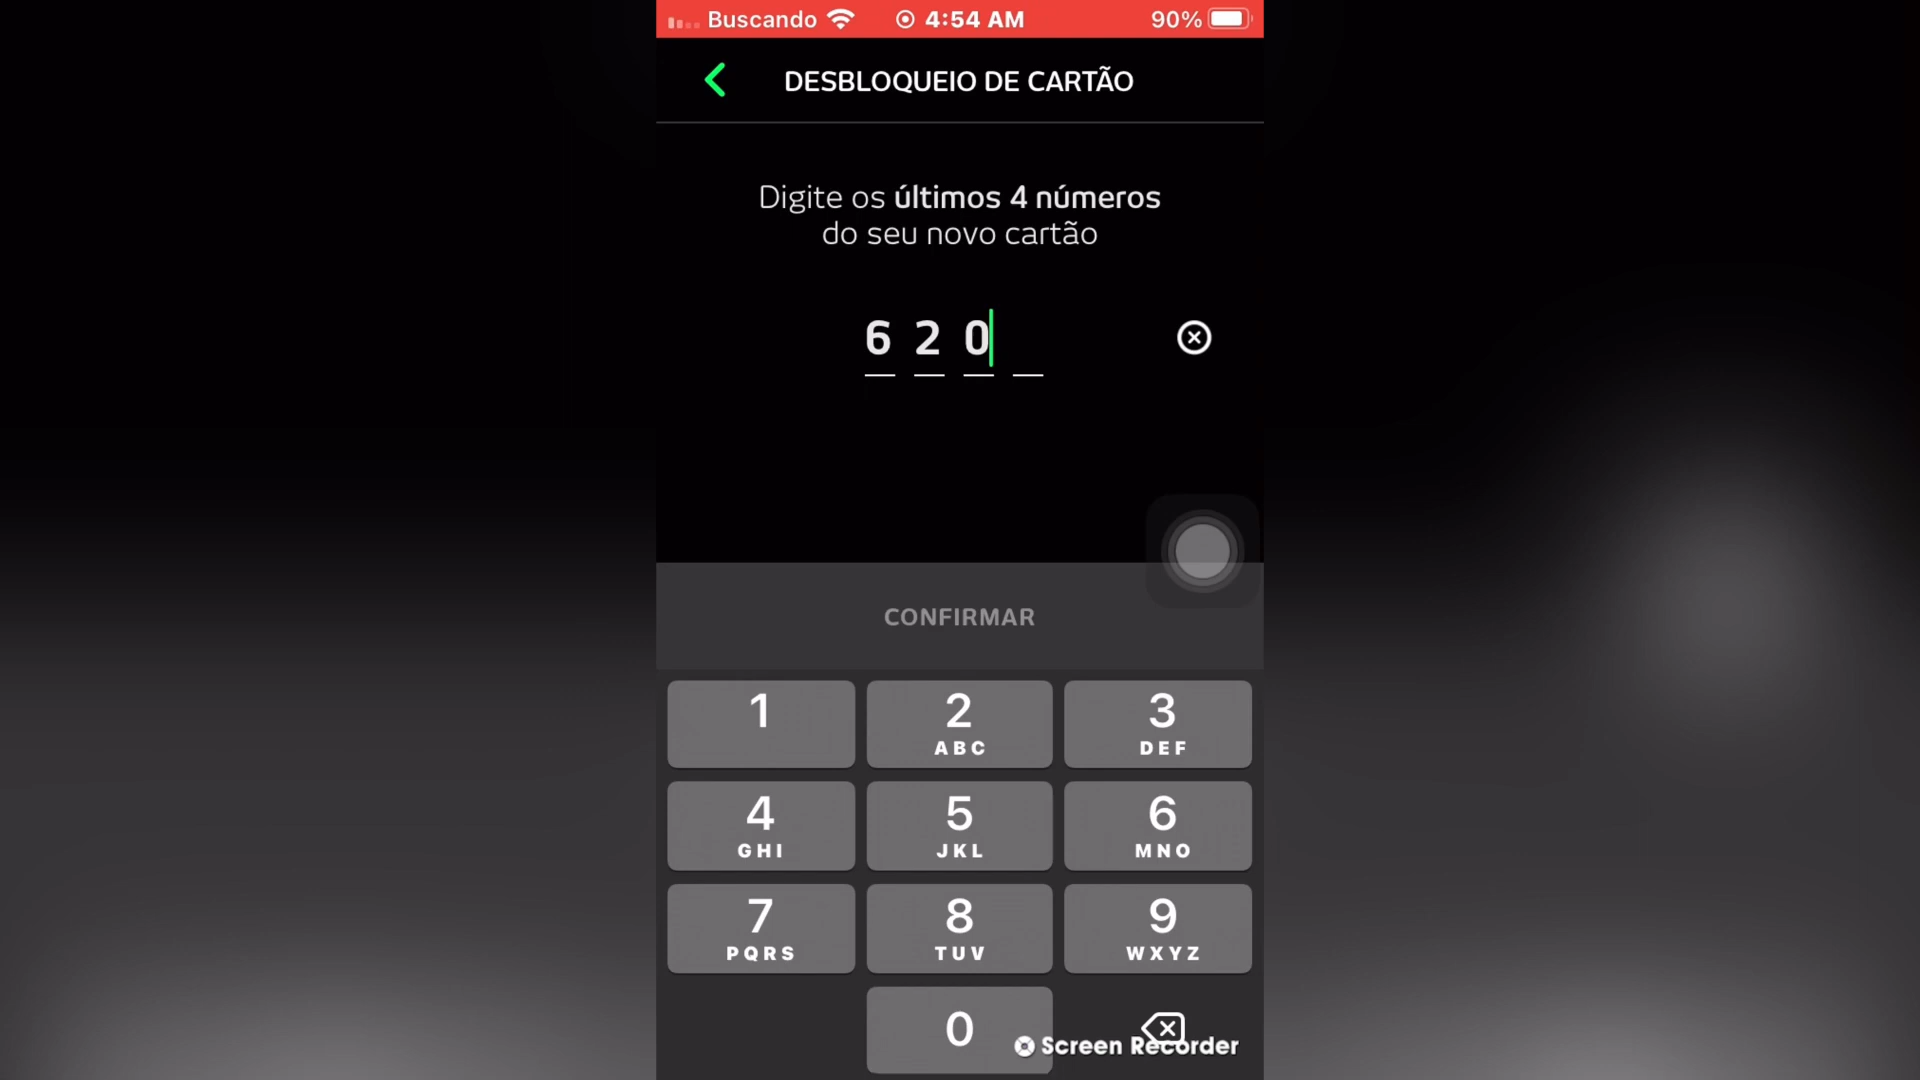 Buscando 4:54 AM 90%
DESBLOQUEIO DE CARTÃO
Digite os últimos 4 números
do seu novo cartão
6 2 0
CONFIRMAR
1 2 3
ABC DEF
4 5 6
GHI JKL MNO
7 8 9
PQRS TUV WXYZ
0
Screen Recorder